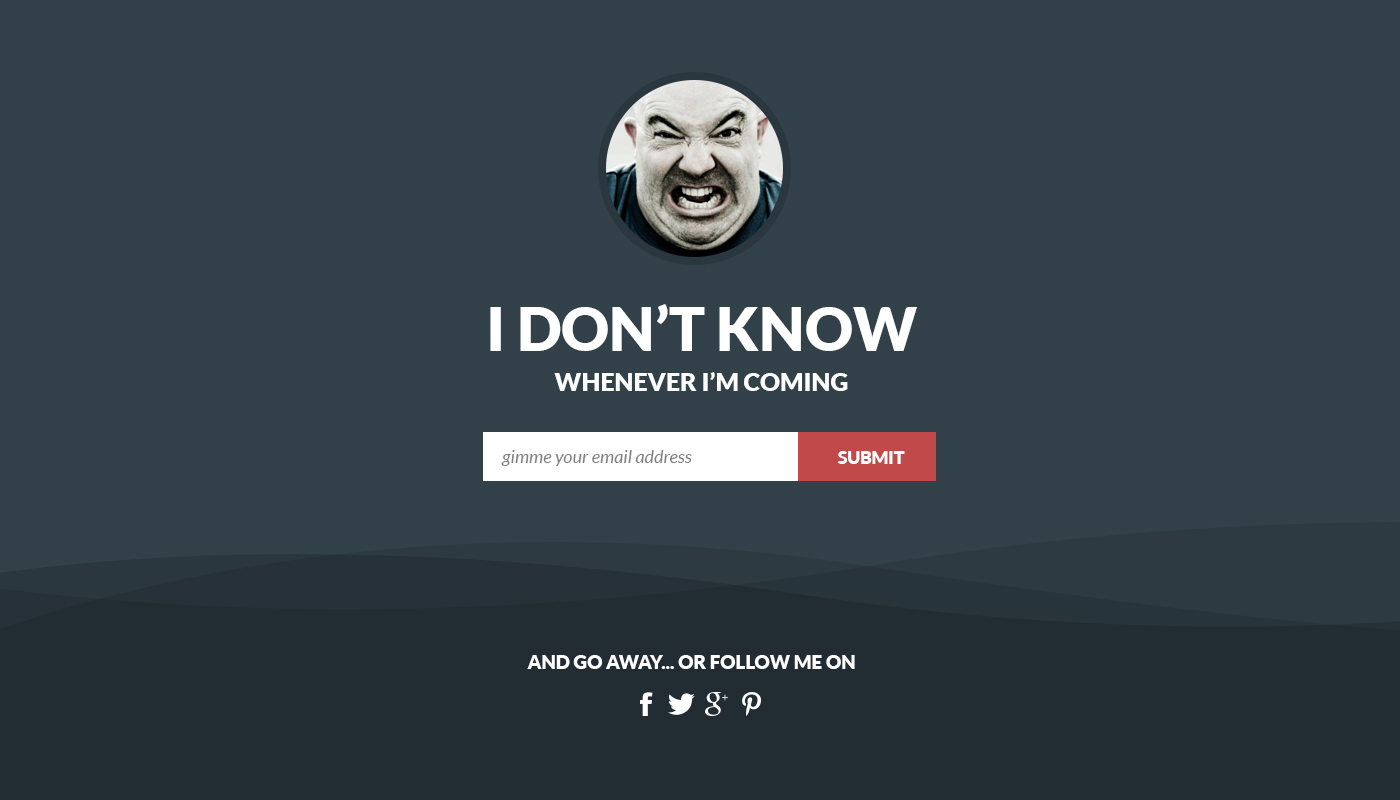 I DON’T KNOW
WHENEVER I’M COMING
gimme your email address
SUBMIT
AND GO AWAY... OR FOLLOW ME ON